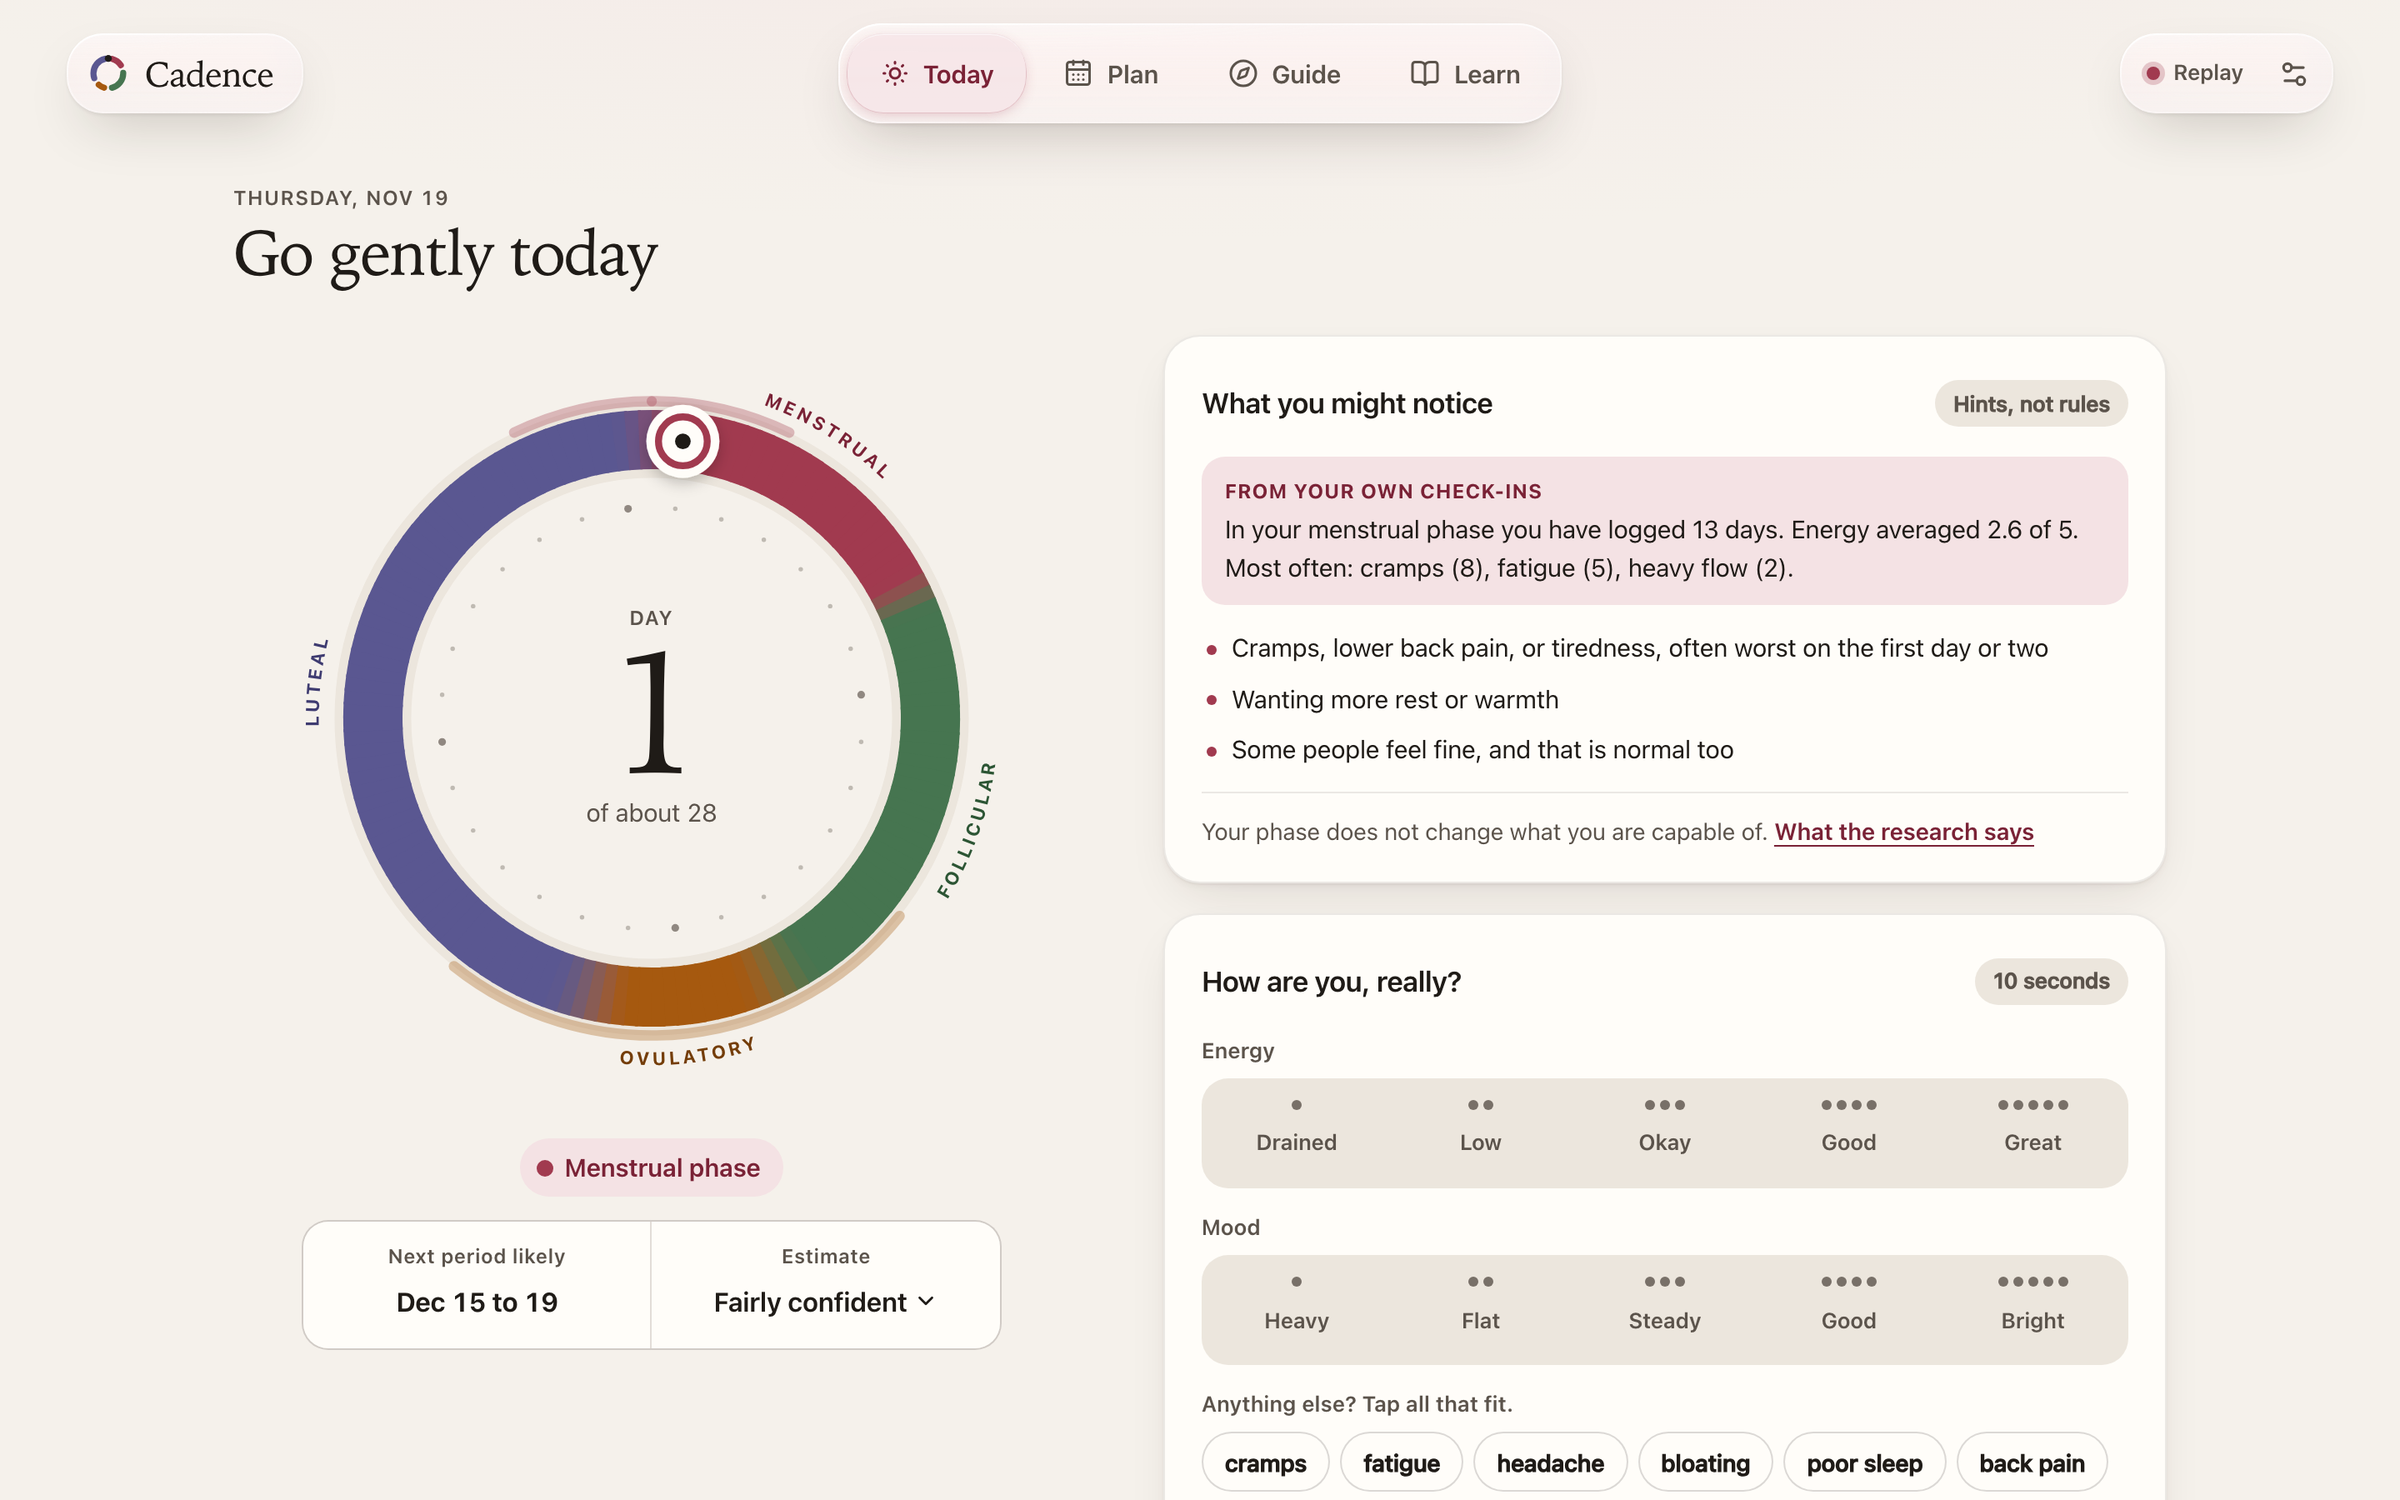 Cadence
Today
Plan
Guide
Learn
Replay
THURSDAY, NOV 19
Go gently today
MENSTRUAL
LUTEAL
FOLLICULAR
OVULATORY
DAY
1
of about 28
Menstrual phase
Next period likely
Dec 15 to 19
Estimate
Fairly confident
What you might notice
Hints, not rules
FROM YOUR OWN CHECK-INS
In your menstrual phase you have logged 13 days. Energy averaged 2.6 of 5.
Most often: cramps (8), fatigue (5), heavy flow (2).
Cramps, lower back pain, or tiredness, often worst on the first day or two
Wanting more rest or warmth
Some people feel fine, and that is normal too
Your phase does not change what you are capable of. What the research says
How are you, really?
10 seconds
Energy
Drained
Low
Okay
Good
Great
Mood
Heavy
Flat
Steady
Good
Bright
Anything else? Tap all that fit.
cramps
fatigue
headache
bloating
poor sleep
back pain